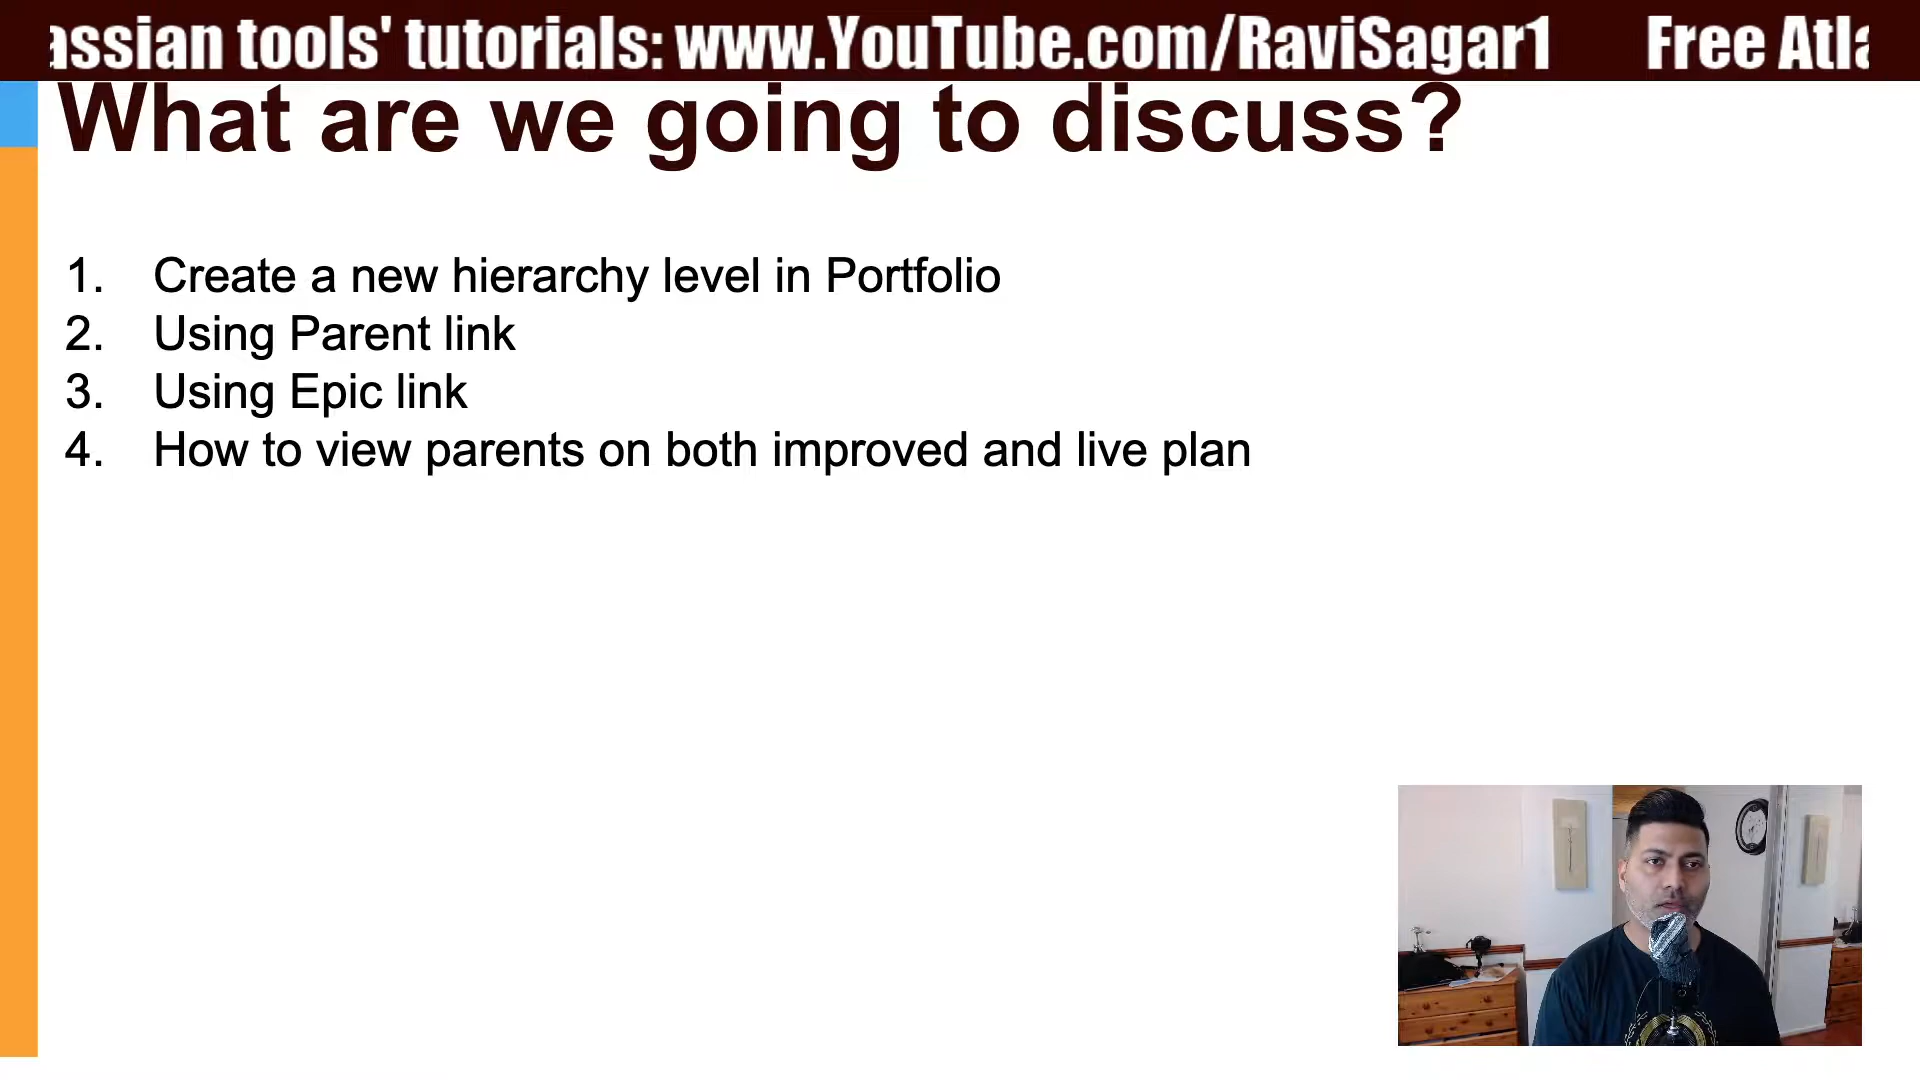 assian tools' tutorials: www.YouTube.com/RaviSagar1 Free Atla
What are we going to discuss?
1. Create a new hierarchy level in Portfolio
2. Using Parent link
3. Using Epic link
4. How to view parents on both improved and live plan